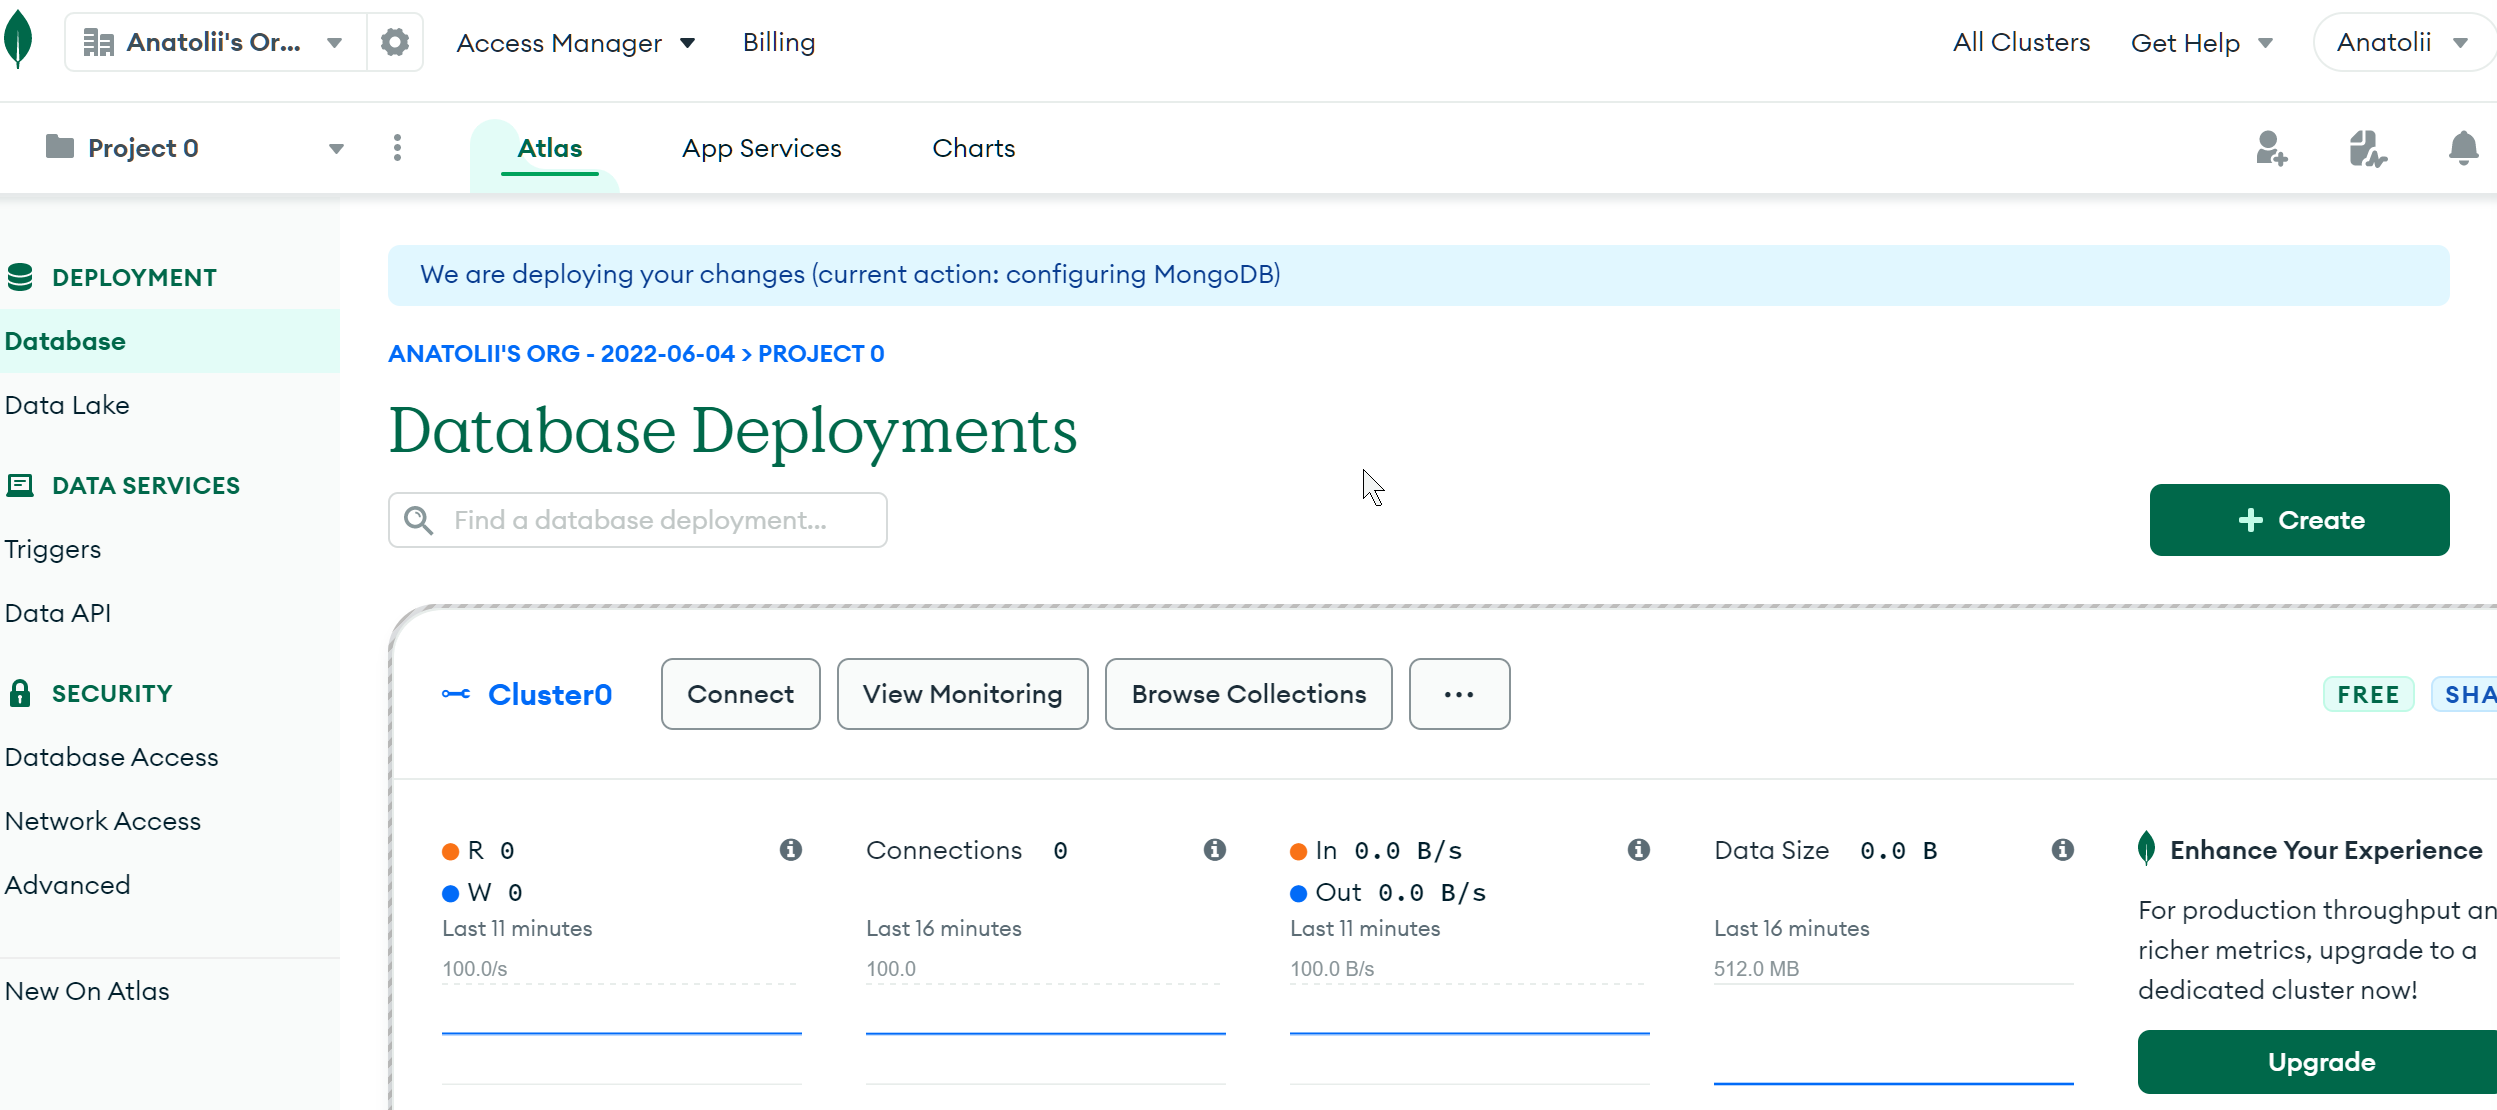 Anatolii's Or...
Access Manager
Billing
All Clusters
Get Help
Anatolii
Project 0
Atlas
App Services
Charts
DEPLOYMENT
Database
Data Lake
DATA SERVICES
Triggers
Data API
SECURITY
Database Access
Network Access
Advanced
New On Atlas
We are deploying your changes (current action: configuring MongoDB)
ANATOLII'S ORG - 2022-06-04 > PROJECT 0
Database Deployments
Find a database deployment...
+ Create
Cluster0
Connect
View Monitoring
Browse Collections
...
FREE
SHA
R 0
W 0
Last 11 minutes
100.0/s
Connections 0
Last 16 minutes
100.0
In 0.0 B/s
Out 0.0 B/s
Last 11 minutes
100.0 B/s
Data Size 0.0 B
Last 16 minutes
512.0 MB
Enhance Your Experience
For production throughput an
richer metrics, upgrade to a
dedicated cluster now!
Upgrade